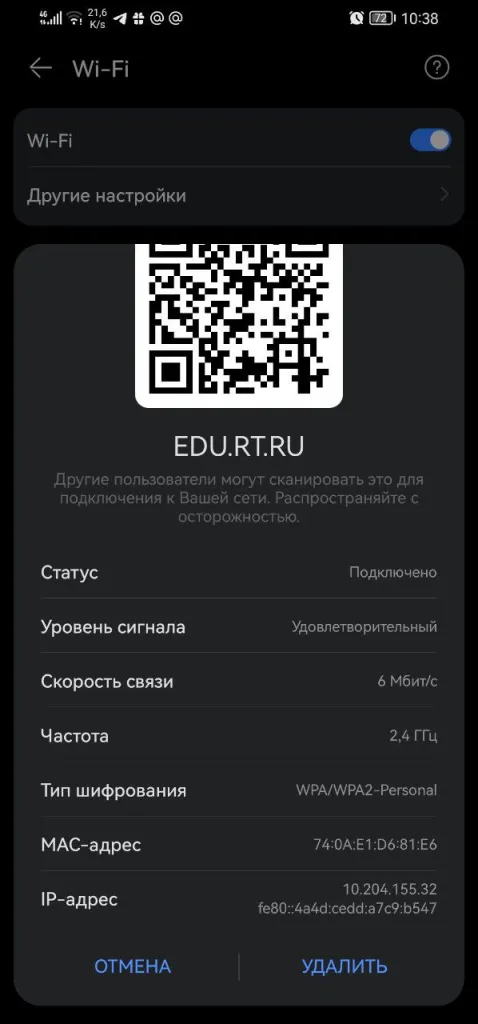 4G
21,6
K/s
72
10:38
Wi-Fi
Wi-Fi
Другие настройки
EDU.RT.RU
Другие пользователи могут сканировать это для
подключения к Вашей сети. Распространяйте с
осторожностью.
Статус
Подключено
Уровень сигнала
Удовлетворительный
Скорость связи
6 Мбит/с
Частота
2,4 ГГц
Тип шифрования
WPA/WPA2-Personal
MAC-адрес
74:0A:E1:D6:81:E6
IP-адрес
10.204.155.32
fe80::4a4d:cedd:a7c9:b547
ОТМЕНА
УДАЛИТЬ